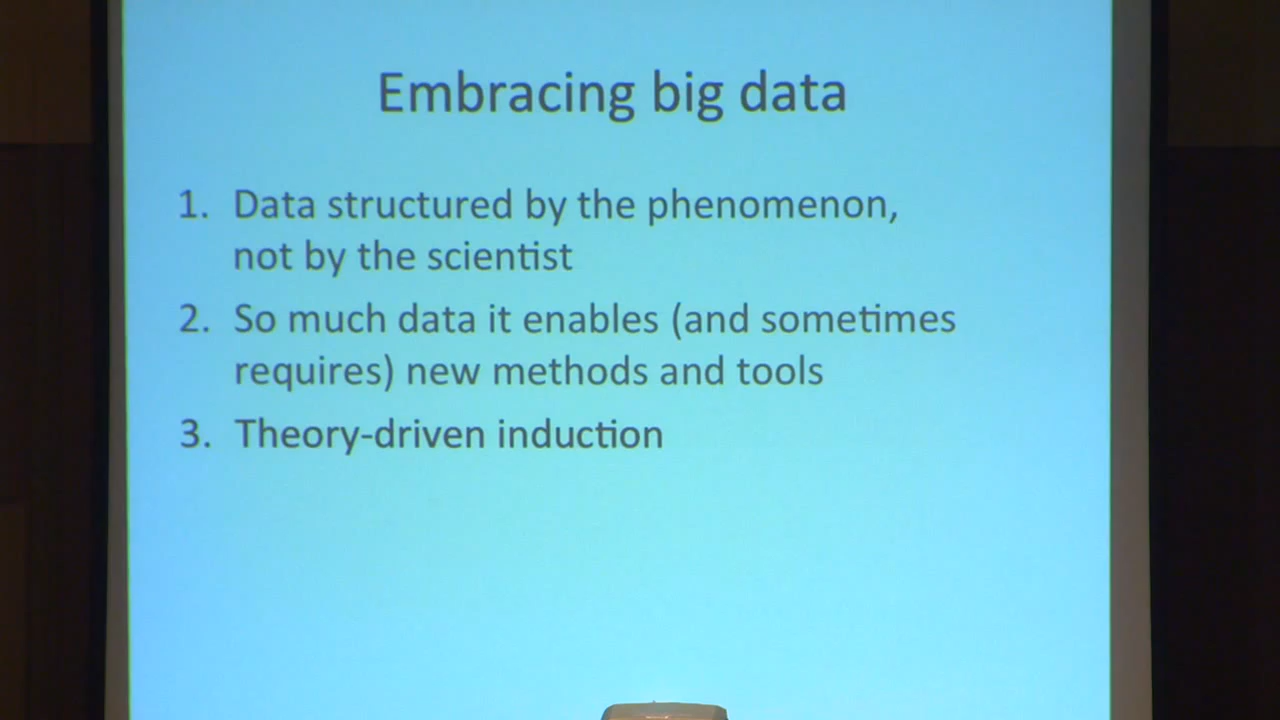 Embracing big data
1. Data structured by the phenomenon,
not by the scientist
2. So much data it enables (and sometimes
requires) new methods and tools
3. Theory-driven induction